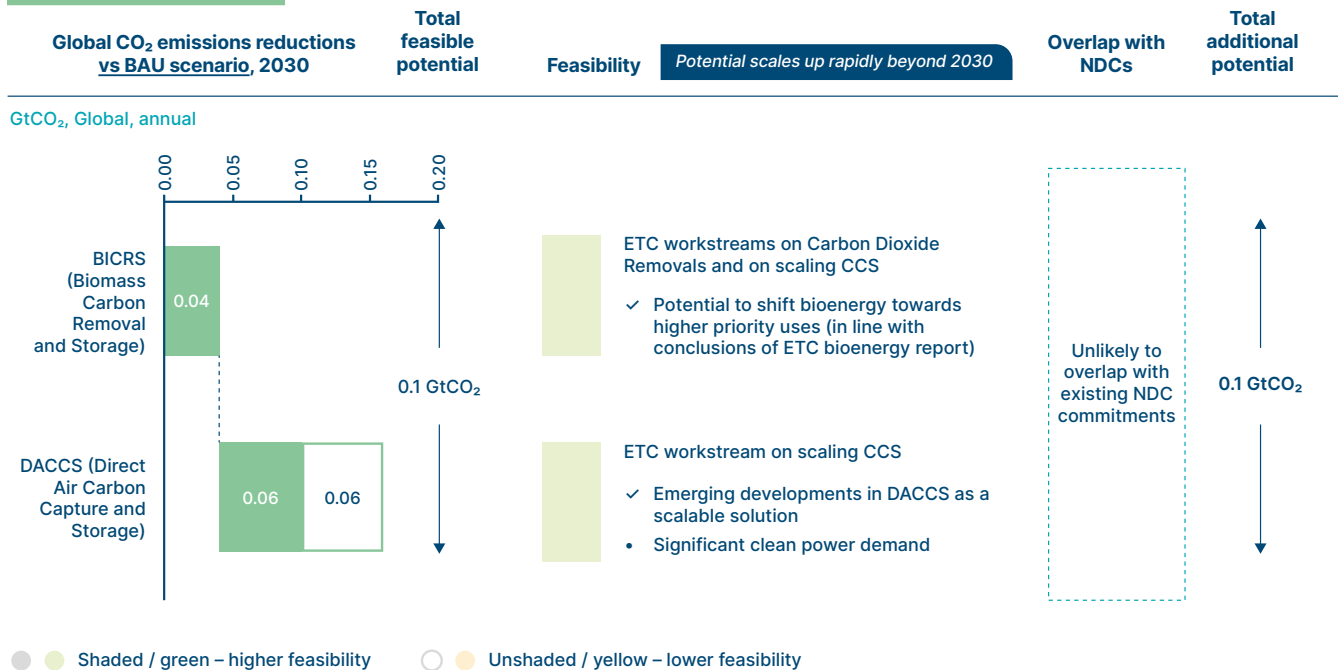 Global CO₂ emissions reductions
vs BAU scenario, 2030
Total
feasible
potential
Feasibility
Potential scales up rapidly beyond 2030
Overlap with
NDCs
Total
additional
potential
GtCO₂, Global, annual
0.00
0.05
0.10
0.15
0.20
BICRS
(Biomass
Carbon
Removal
and Storage)
0.04
ETC workstreams on Carbon Dioxide
Removals and on scaling CCS
✓ Potential to shift bioenergy towards
higher priority uses (in line with
conclusions of ETC bioenergy report)
0.1 GtCO₂
Unlikely to
overlap with
existing NDC
commitments
0.1 GtCO₂
DACCS (Direct
Air Carbon
Capture and
Storage)
0.06
0.06
ETC workstream on scaling CCS
✓ Emerging developments in DACCS as a
scalable solution
• Significant clean power demand
Shaded / green – higher feasibility
Unshaded / yellow – lower feasibility